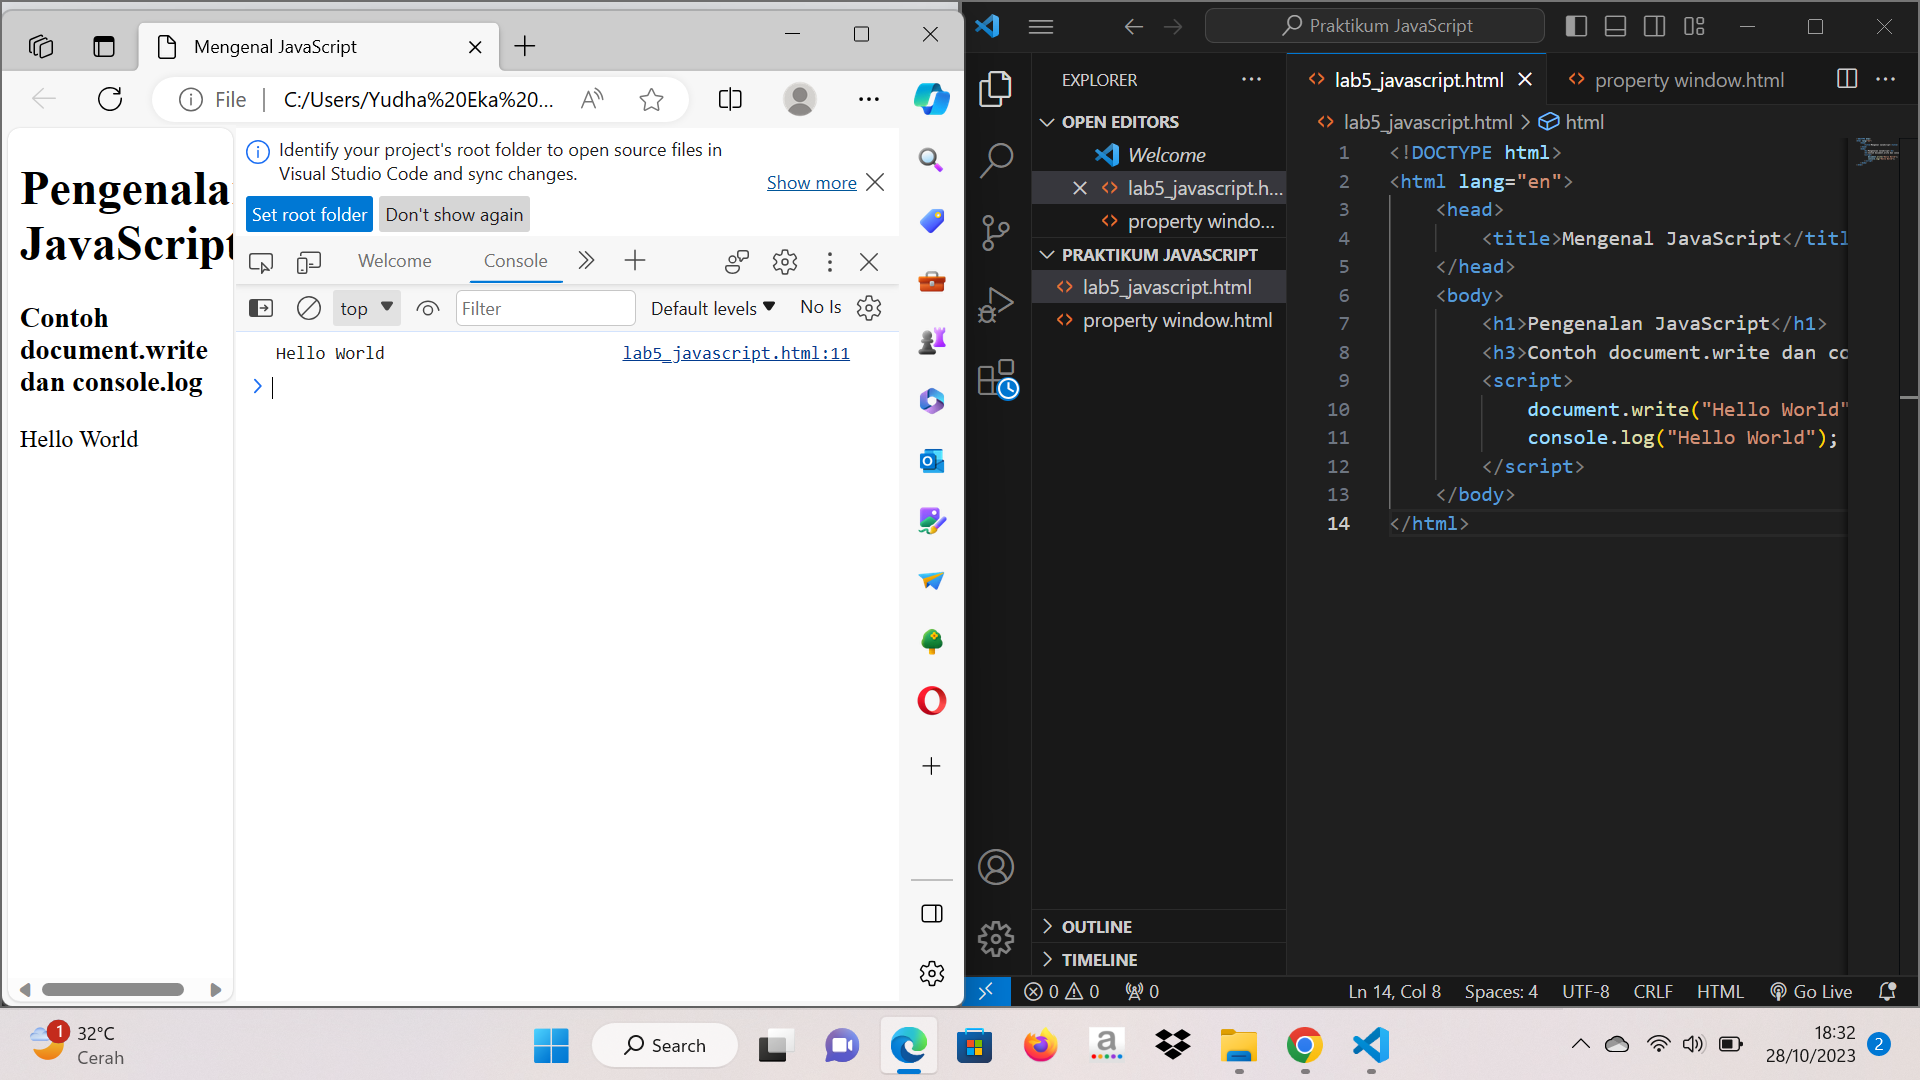 Mengenal JavaScript
File
C:/Users/Yudha%20Eka%20...
Pengenala
JavaScript
Contoh
document.write
dan console.log
Hello World
Identify your project's root folder to open source files in
Visual Studio Code and sync changes.
Show more
Set root folder
Don't show again
Welcome
Console
top
Filter
Default levels
No Is
Hello World
lab5_javascript.html:11
Praktikum JavaScript
EXPLORER
OPEN EDITORS
Welcome
lab5_javascript.h...
property windo...
PRAKTIKUM JAVASCRIPT
lab5_javascript.html
property window.html
OUTLINE
TIMELINE
lab5_javascript.html
property window.html
lab5_javascript.html > html
1 <!DOCTYPE html>
2 <html lang="en">
3 <head>
4 <title>Mengenal JavaScript</titl
5 </head>
6 <body>
7 <h1>Pengenalan JavaScript</h1>
8 <h3>Contoh document.write dan co
9 <script>
10 document.write("Hello World"
11 console.log("Hello World");
12 </script>
13 </body>
14 </html>
0 0 0
Ln 14, Col 8
Spaces: 4
UTF-8
CRLF
HTML
Go Live
1
32°C
Cerah
Search
a
18:32
28/10/2023
2